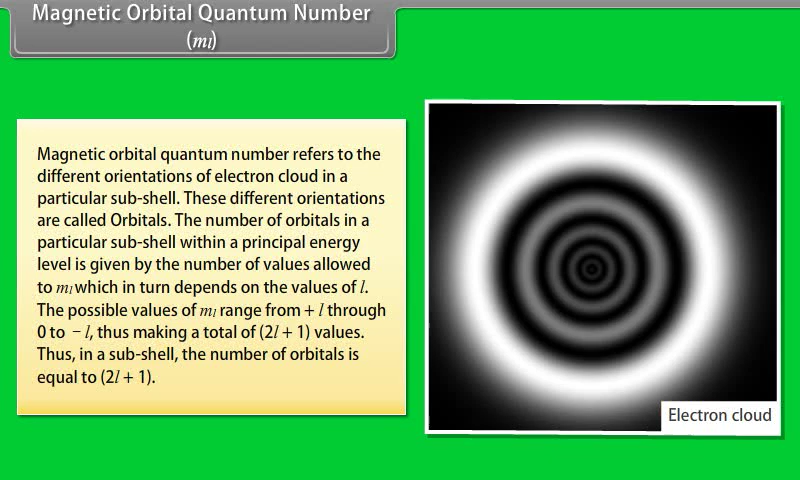 Magnetic Orbital Quantum Number
(ml)
Magnetic orbital quantum number refers to the
different orientations of electron cloud in a
particular sub-shell. These different orientations
are called Orbitals. The number of orbitals in a
particular sub-shell within a principal energy
level is given by the number of values allowed
to ml which in turn depends on the values of l.
The possible values of ml range from + l through
0 to − l, thus making a total of (2l + 1) values.
Thus, in a sub-shell, the number of orbitals is
equal to (2l + 1).
Electron cloud